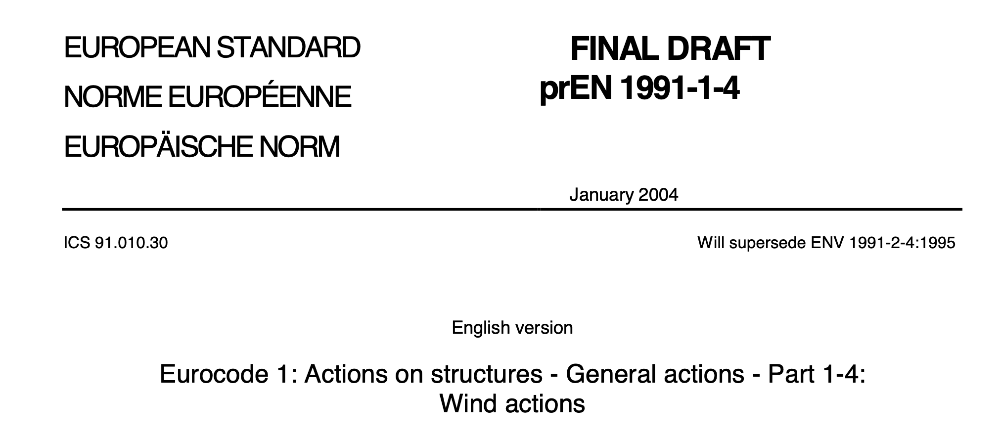 EUROPEAN STANDARD
NORME EUROPÉENNE
EUROPÄISCHE NORM
FINAL DRAFT
prEN 1991-1-4
January 2004
ICS 91.010.30
Will supersede ENV 1991-2-4:1995
English version
Eurocode 1: Actions on structures - General actions - Part 1-4:
Wind actions